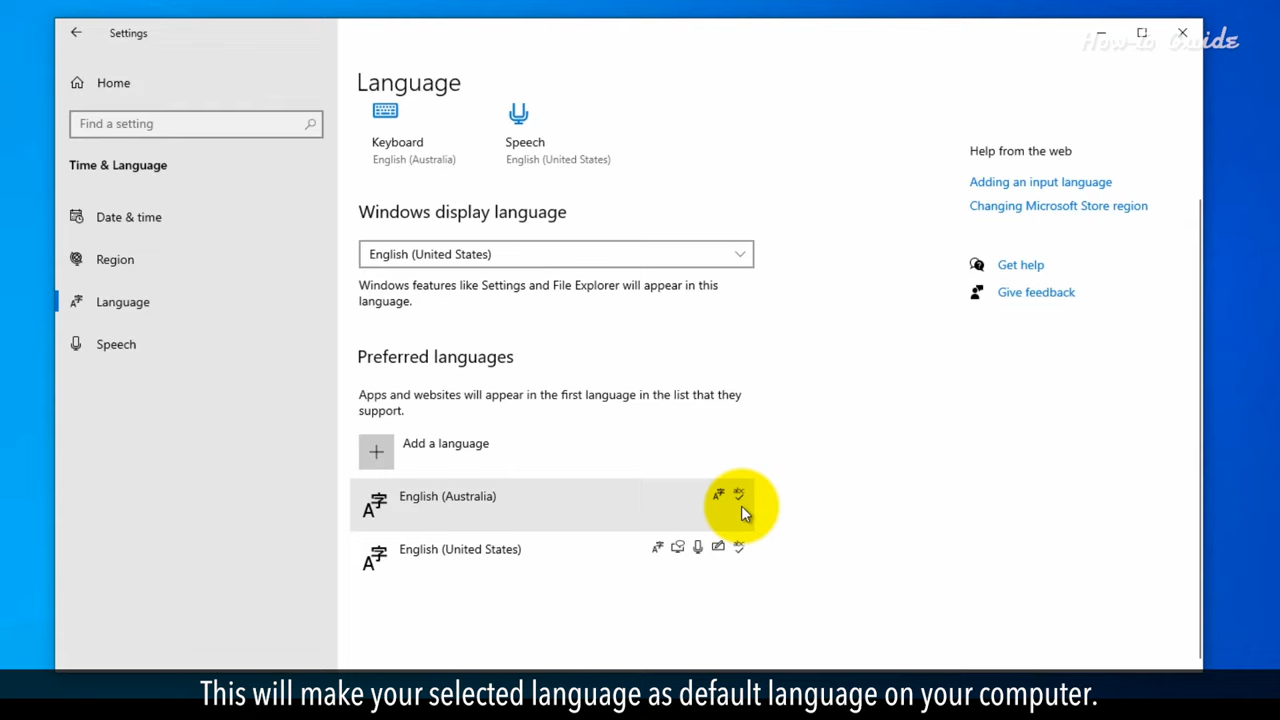 Settings
How-to Guide
Home
Find a setting
Time & Language
Date & time
Region
Language
Speech
Language
Keyboard
English (Australia)
Speech
English (United States)
Windows display language
English (United States)
Windows features like Settings and File Explorer will appear in this
language.
Preferred languages
Apps and websites will appear in the first language in the list that they
support.
Add a language
English (Australia)
English (United States)
Help from the web
Adding an input language
Changing Microsoft Store region
Get help
Give feedback
This will make your selected language as default language on your computer.